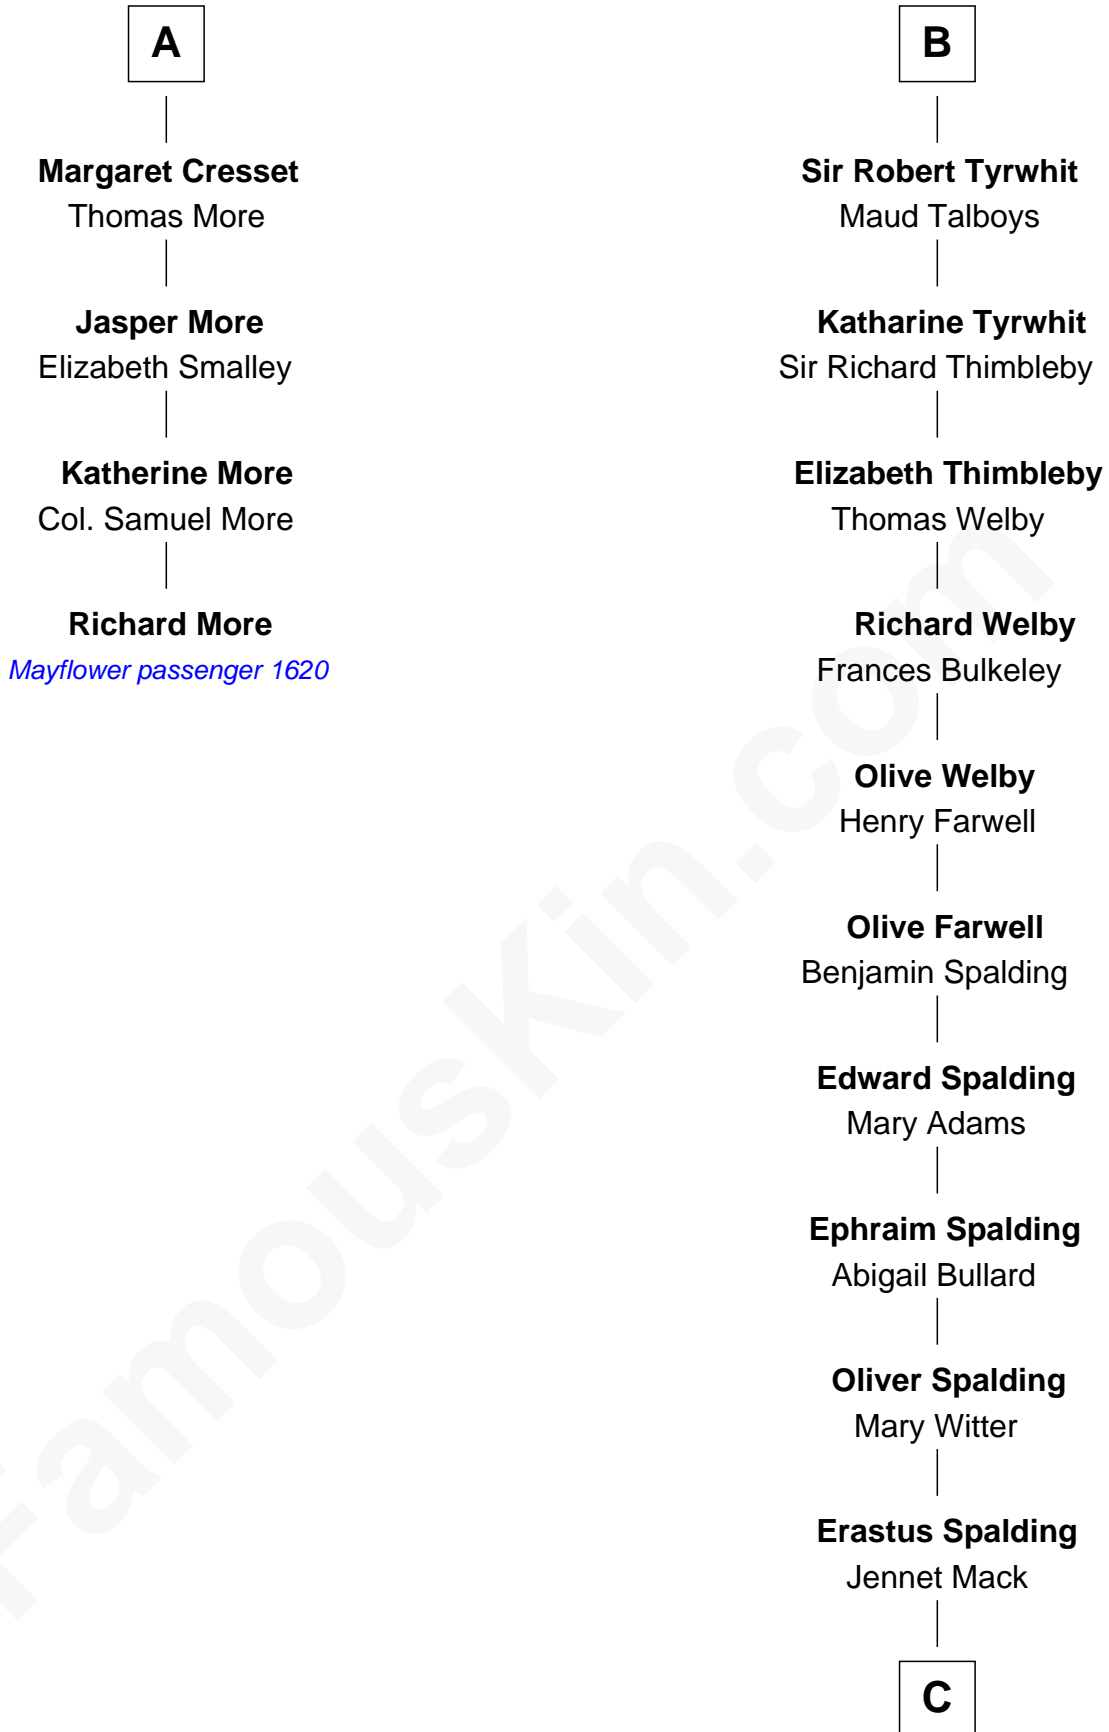 A
Margaret Cresset
Thomas More
Jasper More
Elizabeth Smalley
Katherine More
Col. Samuel More
Richard More
Mayflower passenger 1620
B
Sir Robert Tyrwhit
Maud Talboys
Katharine Tyrwhit
Sir Richard Thimbleby
Elizabeth Thimbleby
Thomas Welby
Richard Welby
Frances Bulkeley
Olive Welby
Henry Farwell
Olive Farwell
Benjamin Spalding
Edward Spalding
Mary Adams
Ephraim Spalding
Abigail Bullard
Oliver Spalding
Mary Witter
Erastus Spalding
Jennet Mack
C
FamousKin.com